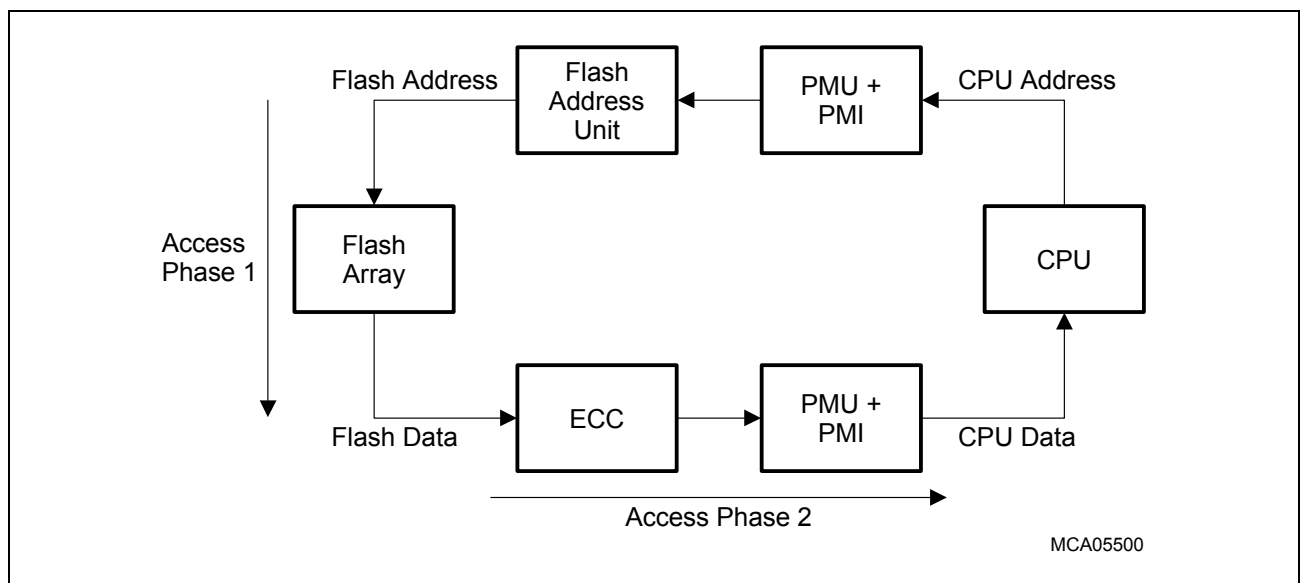 Flash Address
Flash
Address
Unit
PMU +
PMI
CPU Address
Access
Phase 1
Flash
Array
CPU
Flash Data
ECC
PMU +
PMI
CPU Data
Access Phase 2
MCA05500